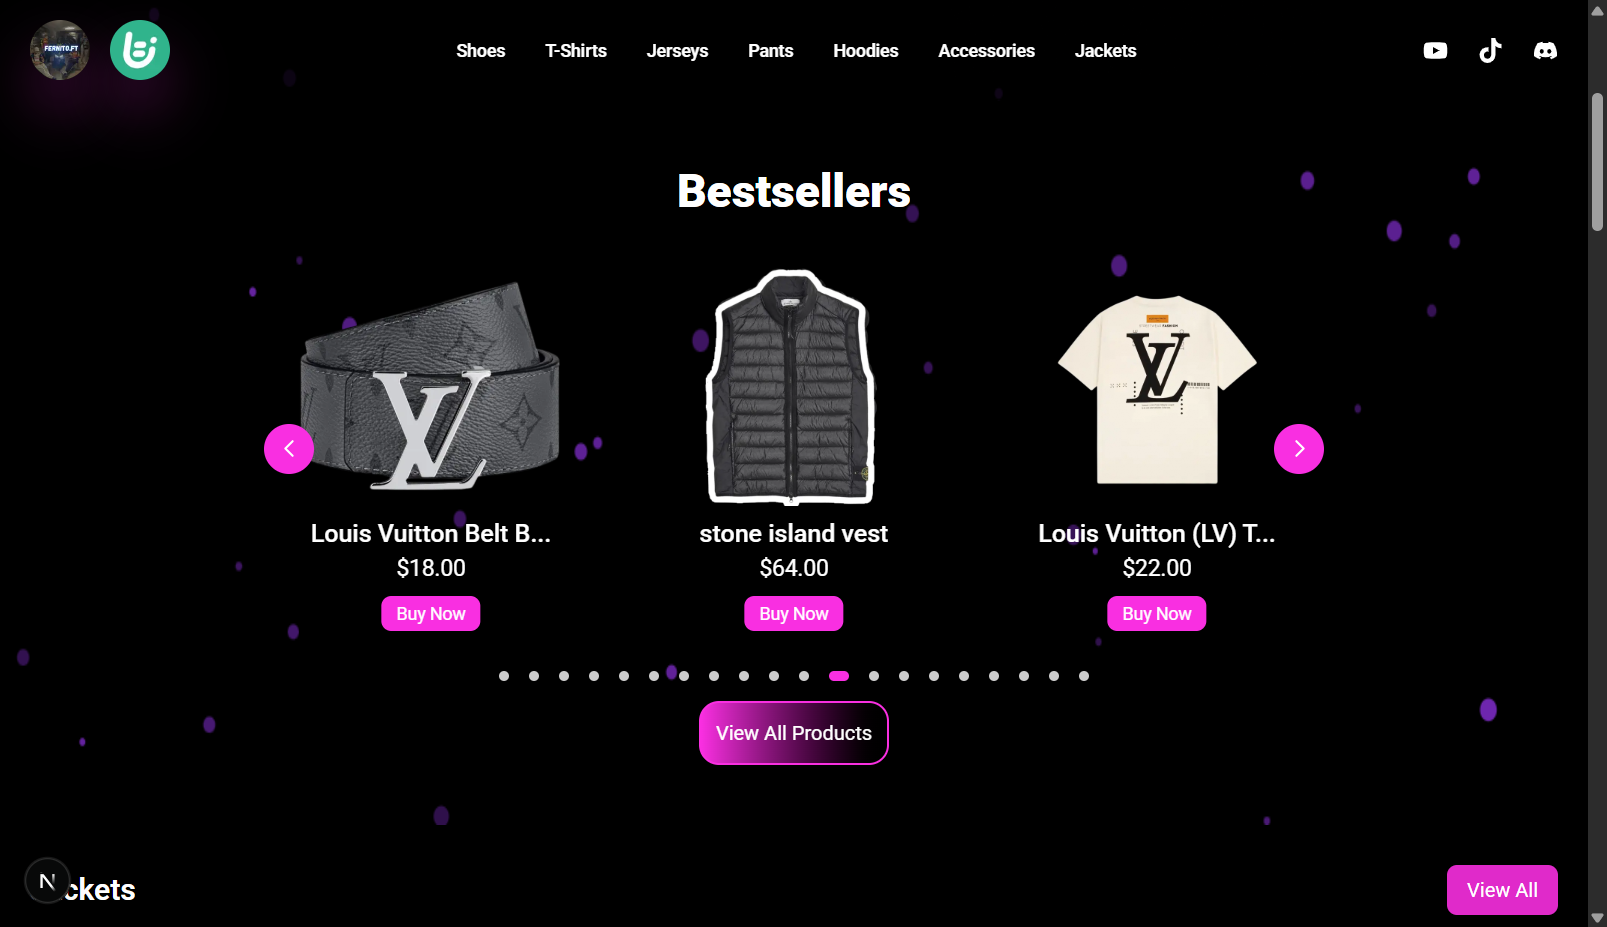 FERNITO.FT
Shoes
T-Shirts
Jerseys
Pants
Hoodies
Accessories
Jackets
Bestsellers
Louis Vuitton Belt B...
$18.00
Buy Now
stone island vest
$64.00
Buy Now
Louis Vuitton (LV) T...
$22.00
Buy Now
View All Products
ckets
View All